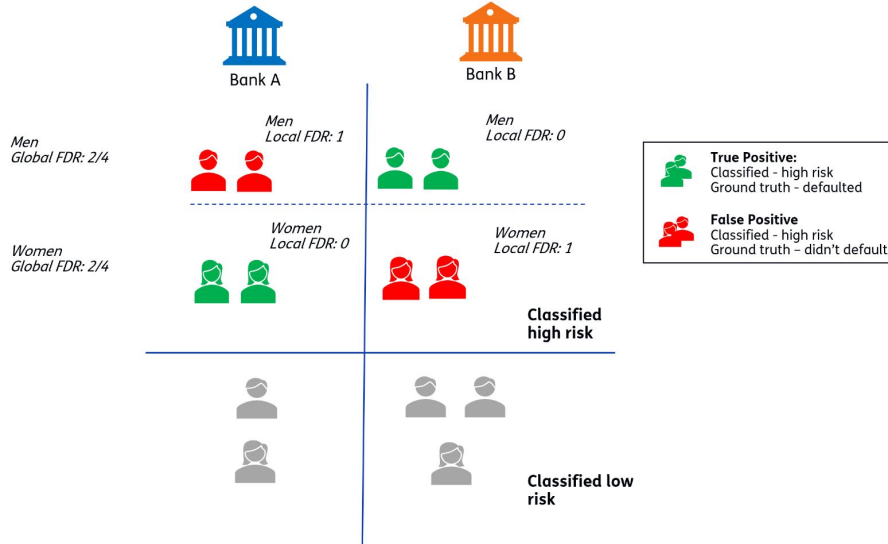 Bank A
Bank B
Men
Global FDR: 2/4
Men
Local FDR: 1
Men
Local FDR: 0
Women
Global FDR: 2/4
Women
Local FDR: 0
Women
Local FDR: 1
Classified
high risk
Classified low
risk
True Positive:
Classified - high risk
Ground truth - defaulted
False Positive
Classified - high risk
Ground truth – didn't default